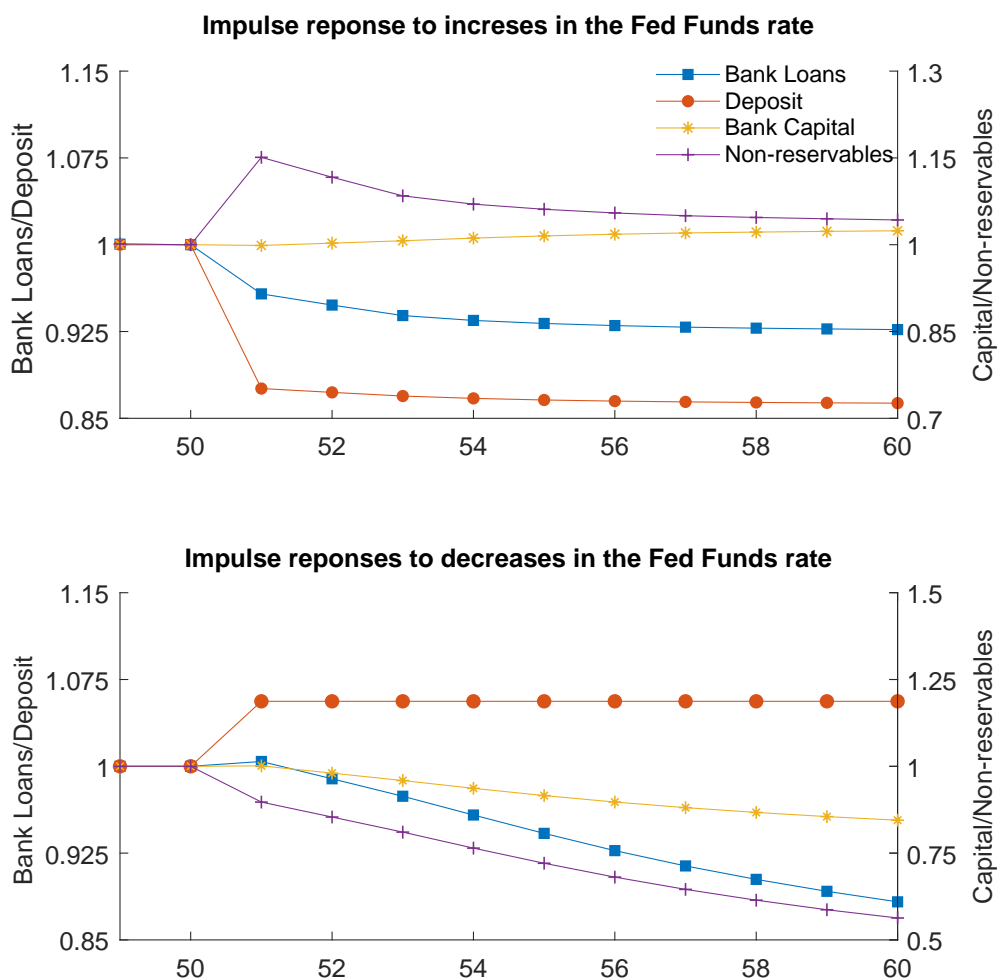 Impulse reponse to increses in the Fed Funds rate
1.15
1.075
1
0.925
0.85
Bank Loans/Deposit
Bank Loans
Deposit
Bank Capital
Non-reservables
1.3
1.15
1
0.85
0.7
Capital/Non-reservables
50 52 54 56 58 60
Impulse reponses to decreases in the Fed Funds rate
1.15
1.075
1
0.925
0.85
Bank Loans/Deposit
1.5
1.25
1
0.75
0.5
Capital/Non-reservables
50 52 54 56 58 60